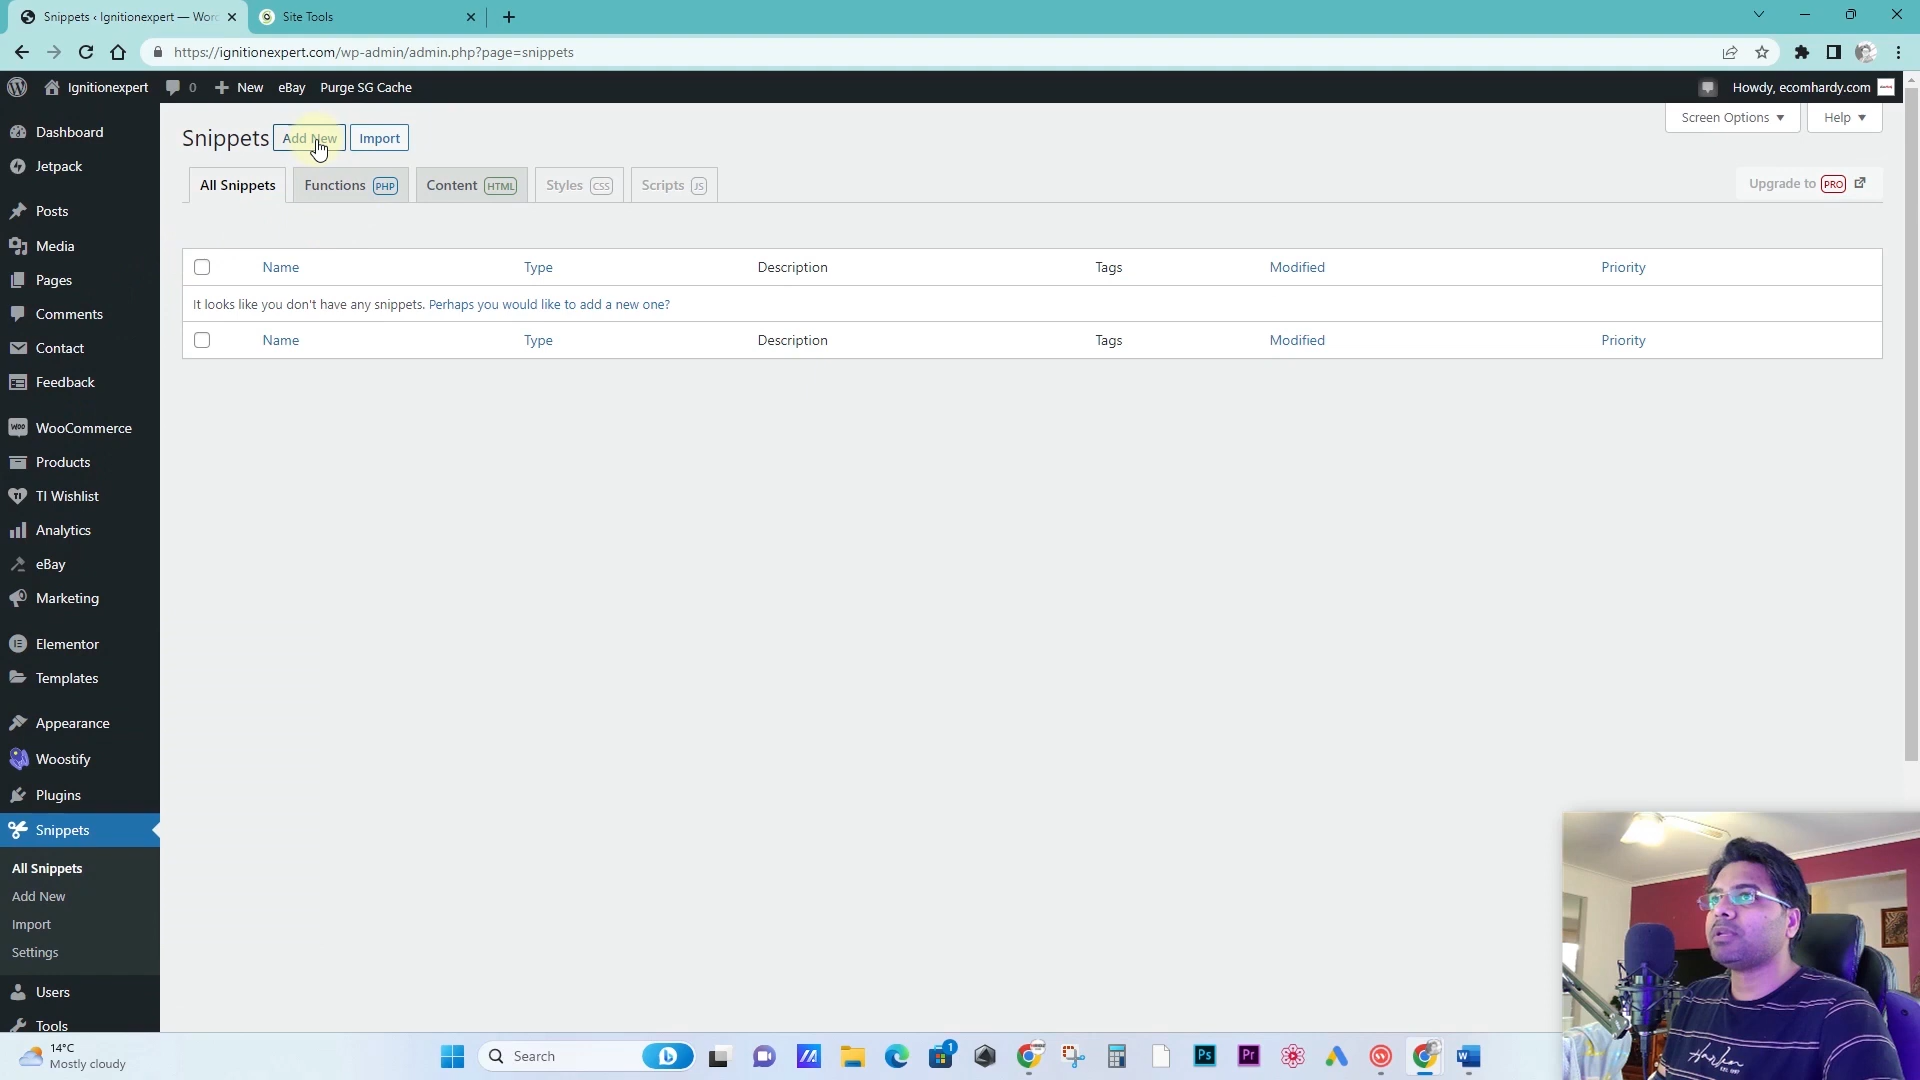 Snippets ‹ Ignitionexpert — Wor
Site Tools
https://ignitionexpert.com/wp-admin/admin.php?page=snippets
Ignitionexpert
0
New
eBay
Purge SG Cache
Howdy, ecomhardy.com
Dashboard
Jetpack
Posts
Media
Pages
Comments
Contact
Feedback
WooCommerce
Products
TI Wishlist
Analytics
eBay
Marketing
Elementor
Templates
Appearance
Woostify
Plugins
Snippets
All Snippets
Add New
Import
Settings
Users
Tools
Snippets Add New Import
Screen Options ▼ Help ▼
All Snippets Functions PHP Content HTML Styles CSS Scripts JS
Upgrade to PRO
Name Type Description Tags Modified Priority
It looks like you don't have any snippets. Perhaps you would like to add a new one?
Name Type Description Tags Modified Priority
14°C
Mostly cloudy
Search
1
Ps
Pr